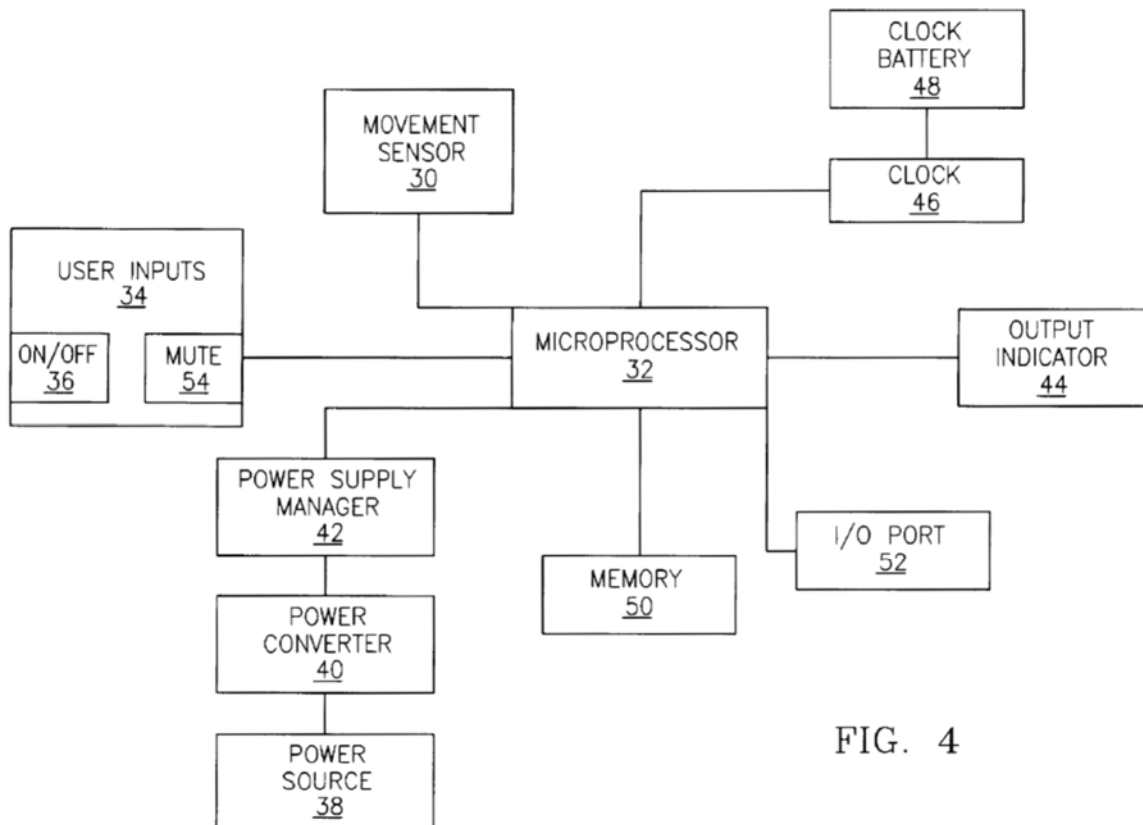 CLOCK
BATTERY
48
MOVEMENT
SENSOR
30
CLOCK
46
USER INPUTS
34
ON/OFF
36
MUTE
54
MICROPROCESSOR
32
OUTPUT
INDICATOR
44
POWER SUPPLY
MANAGER
42
I/O PORT
52
MEMORY
50
POWER
CONVERTER
40
POWER
SOURCE
38
FIG. 4